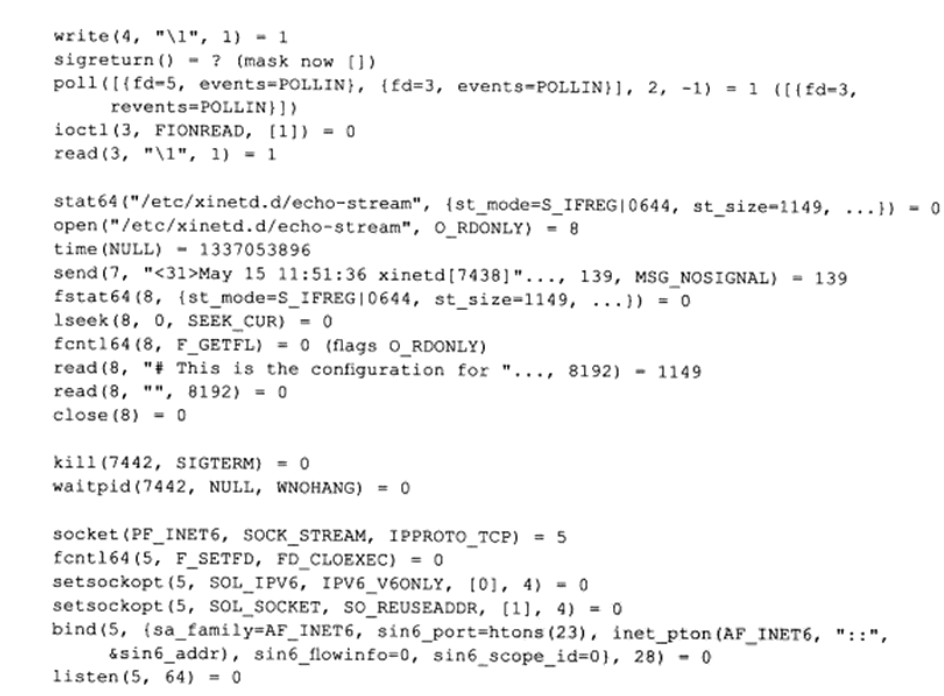 write(4, "\1", 1) = 1
sigreturn() = ? (mask now [])
poll([{fd=5, events=POLLIN}, {fd=3, events=POLLIN}], 2, -1) = 1 ([{fd=3,
revents=POLLIN}])
ioctl(3, FIONREAD, [1]) = 0
read(3, "\1", 1) = 1
stat64("/etc/xinetd.d/echo-stream", {st_mode=S_IFREG|0644, st_size=1149, ...}) = 0
open("/etc/xinetd.d/echo-stream", O_RDONLY) = 8
time(NULL) = 1337053896
send(7, "<31>May 15 11:51:36 xinetd[7438]"..., 139, MSG_NOSIGNAL) = 139
fstat64(8, {st_mode=S_IFREG|0644, st_size=1149, ...}) = 0
lseek(8, 0, SEEK_CUR) = 0
fcntl64(8, F_GETFL) = 0 (flags O_RDONLY)
read(8, "# This is the configuration for "..., 8192) = 1149
read(8, "", 8192) = 0
close(8) = 0
kill(7442, SIGTERM) = 0
waitpid(7442, NULL, WNOHANG) = 0
socket(PF_INET6, SOCK_STREAM, IPPROTO_TCP) = 5
fcntl64(5, F_SETFD, FD_CLOEXEC) = 0
setsockopt(5, SOL_IPV6, IPV6_V6ONLY, [0], 4) = 0
setsockopt(5, SOL_SOCKET, SO_REUSEADDR, [1], 4) = 0
bind(5, {sa_family=AF_INET6, sin6_port=htons(23), inet_pton(AF_INET6, "::",
&sin6_addr), sin6_flowinfo=0, sin6_scope_id=0}, 28) = 0
listen(5, 64) = 0